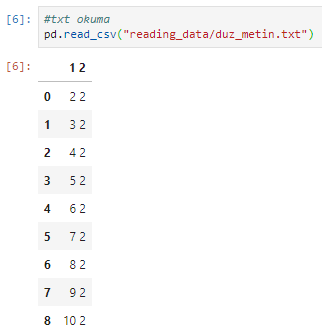 [6]: #txt okuma
pd.read_csv("reading_data/duz_metin.txt")
[6]: 1 2
0 2 2
1 3 2
2 4 2
3 5 2
4 6 2
5 7 2
6 8 2
7 9 2
8 10 2